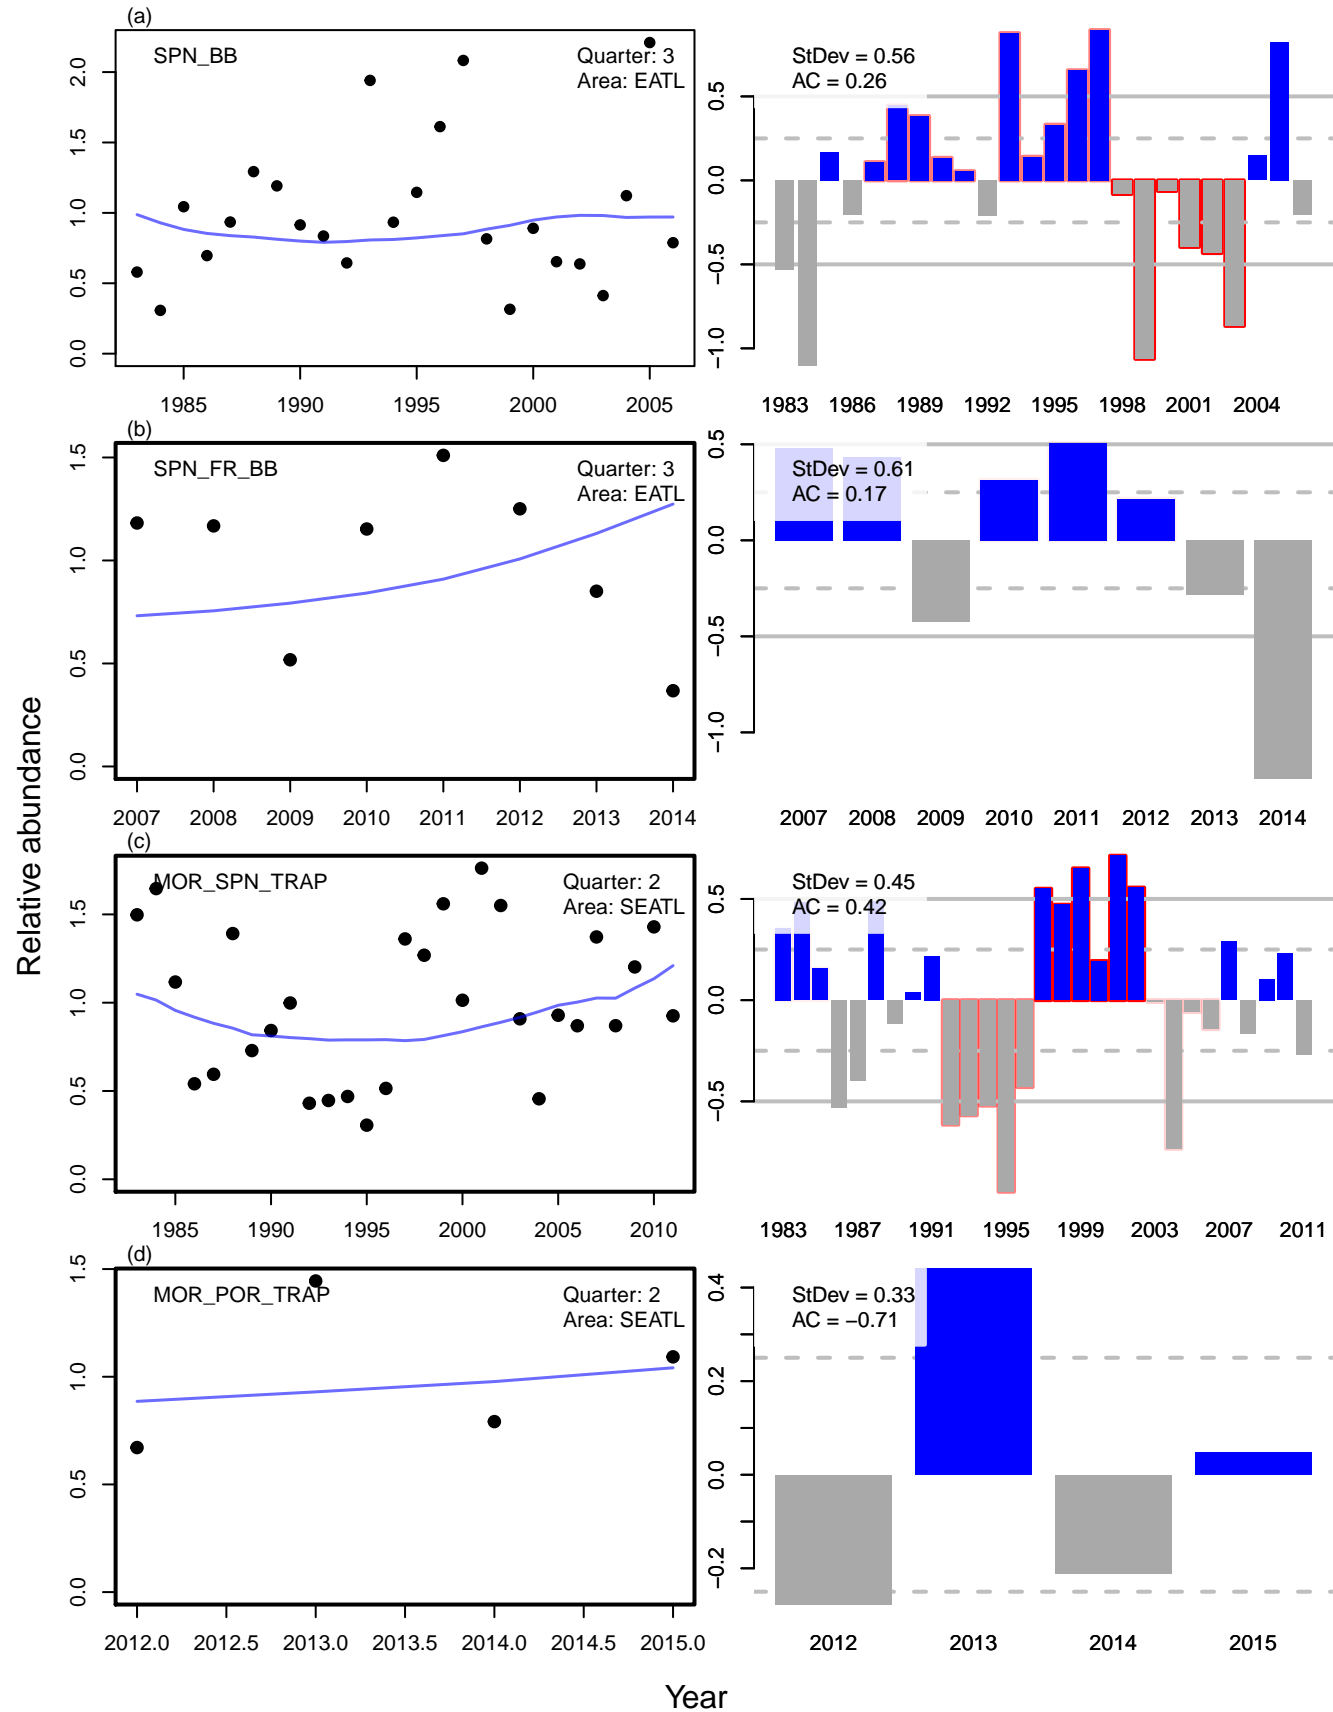 (a)
SPN_BB
Quarter: 3
Area: EATL
0.0 0.5 1.0 1.5 2.0
1985 1990 1995 2000 2005
StDev = 0.56
AC = 0.26
−1.0 −0.5 0.0 0.5
1983 1986 1989 1992 1995 1998 2001 2004
(b)
SPN_FR_BB
Quarter: 3
Area: EATL
0.0 0.5 1.0 1.5
2007 2008 2009 2010 2011 2012 2013 2014
StDev = 0.61
AC = 0.17
−1.0 −0.5 0.0 0.5
2007 2008 2009 2010 2011 2012 2013 2014
Relative abundance
(c)
MOR_SPN_TRAP
Quarter: 2
Area: SEATL
0.0 0.5 1.0 1.5
1985 1990 1995 2000 2005 2010
StDev = 0.45
AC = 0.42
−0.5 0.0 0.5
1983 1987 1991 1995 1999 2003 2007 2011
(d)
MOR_POR_TRAP
Quarter: 2
Area: SEATL
0.0 0.5 1.0 1.5
2012.0 2012.5 2013.0 2013.5 2014.0 2014.5 2015.0
StDev = 0.33
AC = −0.71
−0.2 0.0 0.2 0.4
2012 2013 2014 2015
Year